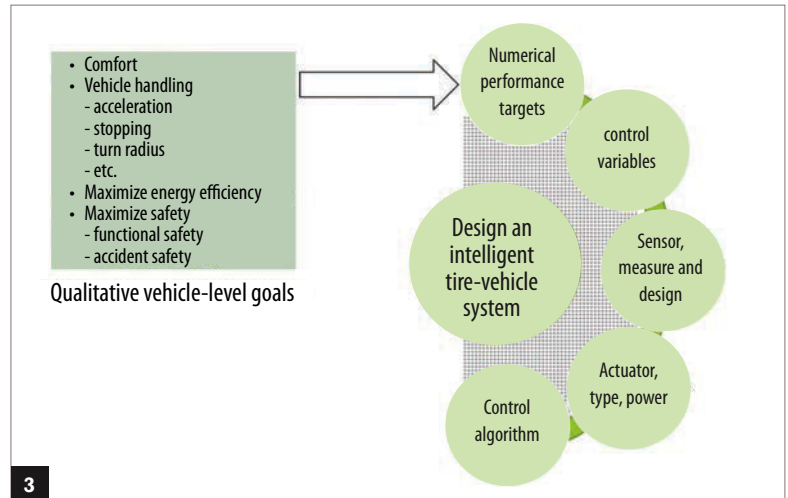 • Comfort
• Vehicle handling
- acceleration
- stopping
- turn radius
- etc.
• Maximize energy efficiency
• Maximize safety
- functional safety
- accident safety
Qualitative vehicle-level goals
Numerical
performance
targets
control
variables
Sensor,
measure and
design
Actuator,
type, power
Control
algorithm
Design an
intelligent
tire-vehicle
system
3